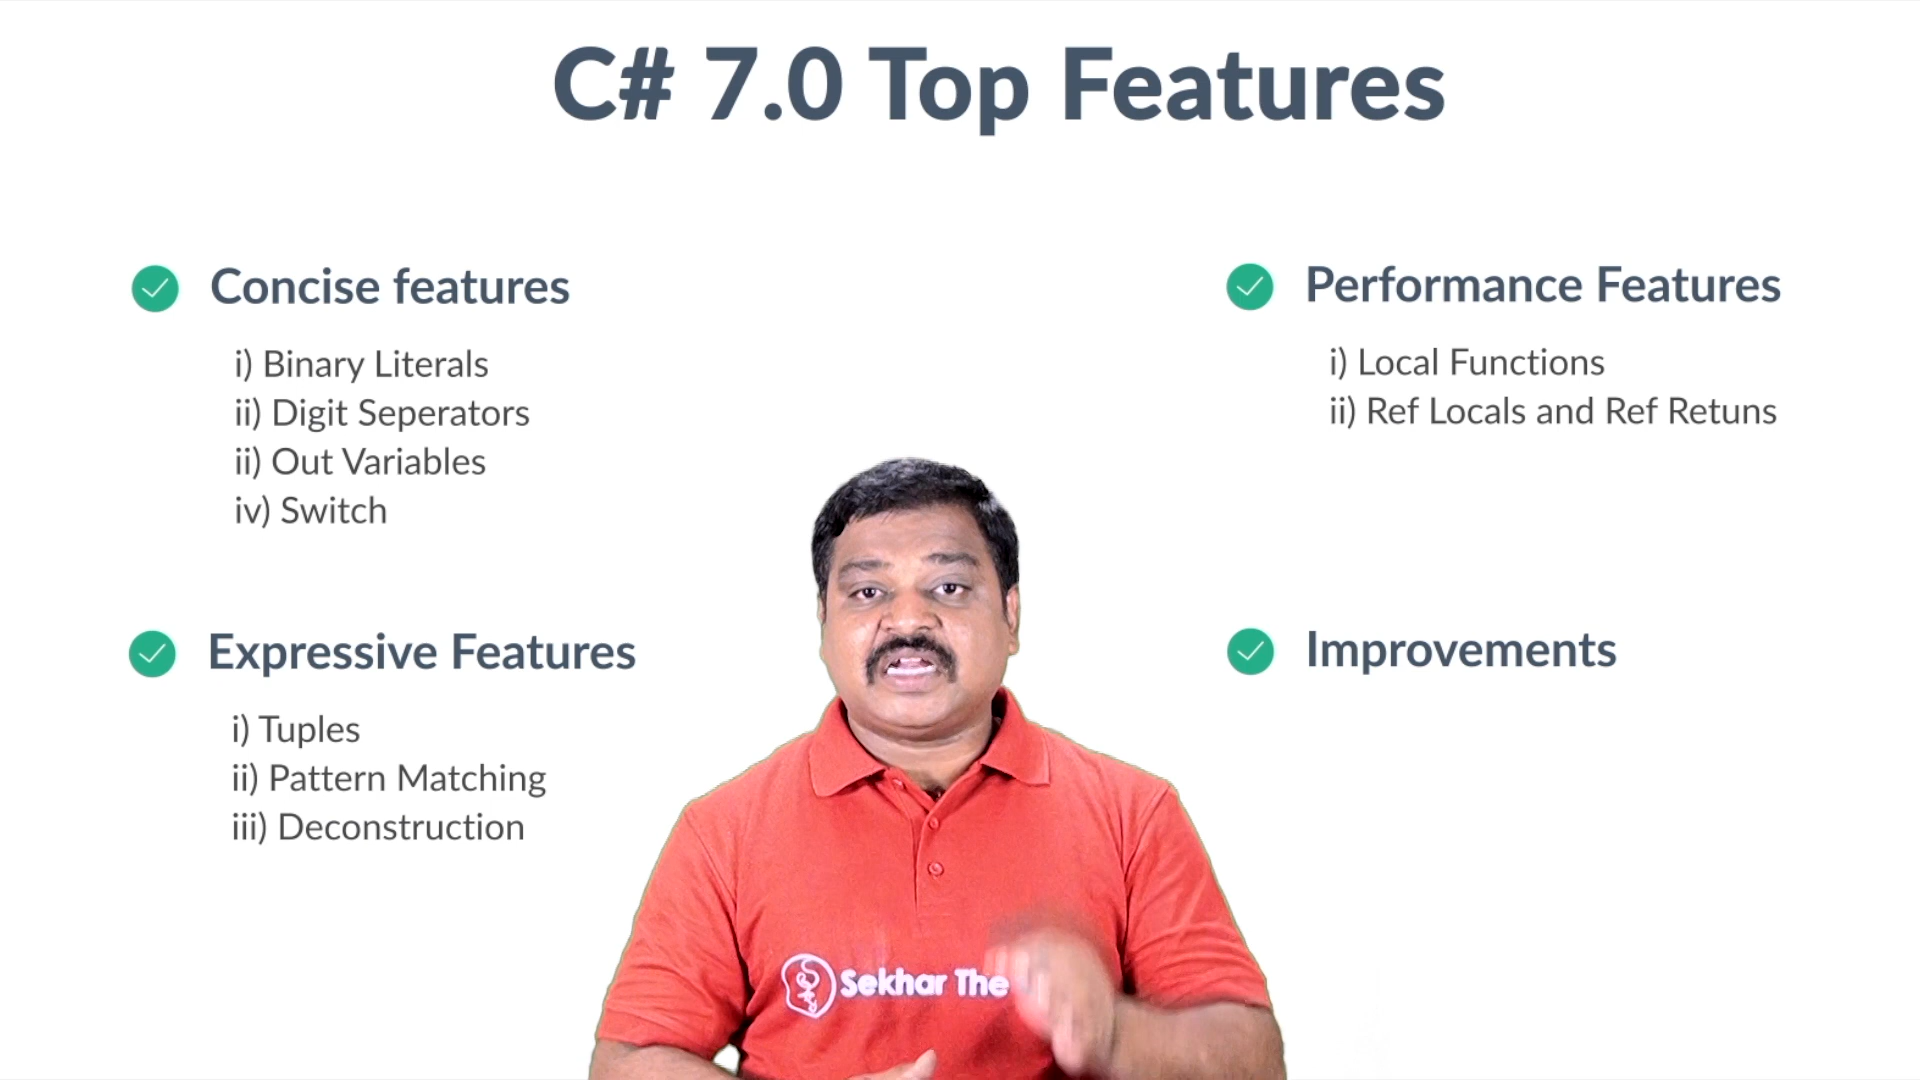 C# 7.0 Top Features
Concise features
i) Binary Literals
ii) Digit Seperators
ii) Out Variables
iv) Switch
Expressive Features
i) Tuples
ii) Pattern Matching
iii) Deconstruction
Performance Features
i) Local Functions
ii) Ref Locals and Ref Retuns
Improvements
Sekhar The